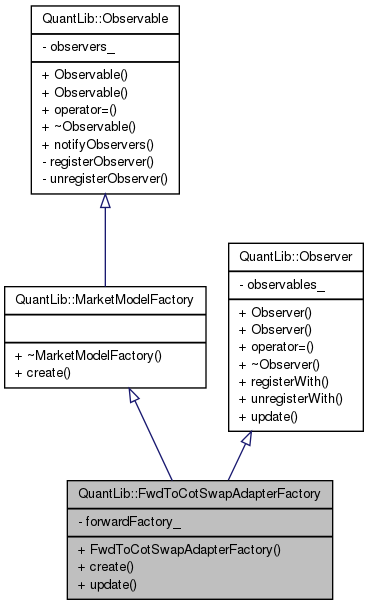 QuantLib::Observable
- observers_
+ Observable()
+ Observable()
+ operator=()
+ ~Observable()
+ notifyObservers()
- registerObserver()
- unregisterObserver()
QuantLib::MarketModelFactory
+ ~MarketModelFactory()
+ create()
QuantLib::Observer
- observables_
+ Observer()
+ Observer()
+ operator=()
+ ~Observer()
+ registerWith()
+ unregisterWith()
+ update()
QuantLib::FwdToCotSwapAdapterFactory
- forwardFactory_
+ FwdToCotSwapAdapterFactory()
+ create()
+ update()